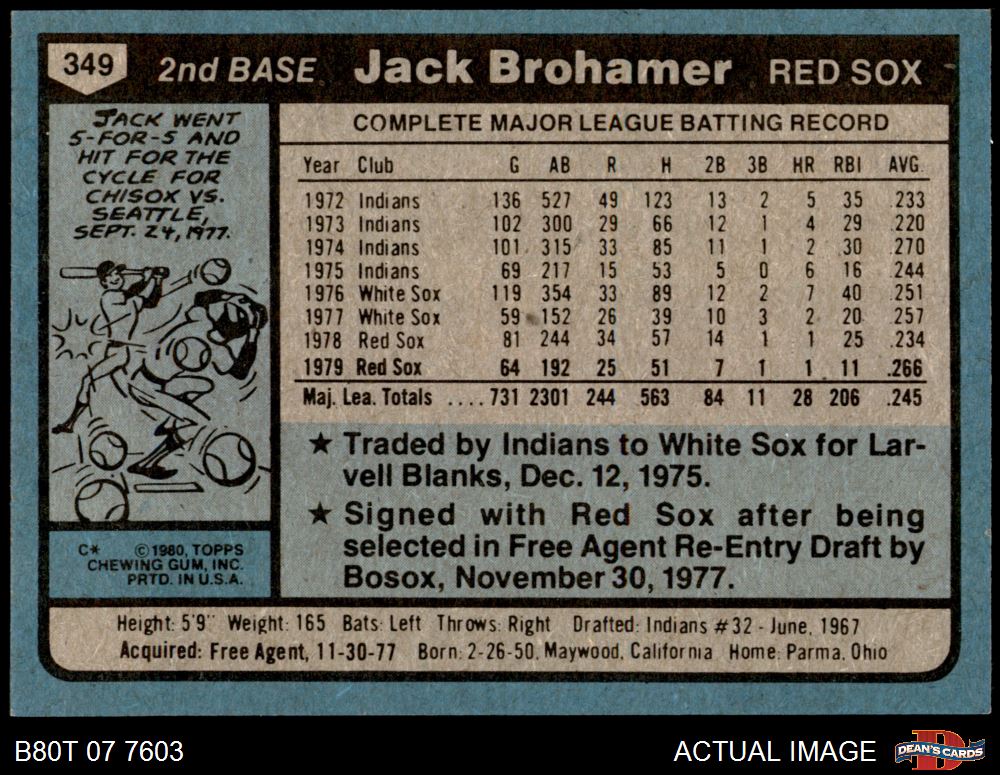 349 2nd BASE Jack Brohamer RED SOX
JACK WENT
5-FOR-5 AND
HIT FOR THE
CYCLE FOR
CHISOX VS.
SEATTLE,
SEPT. 24, 1977.
COMPLETE MAJOR LEAGUE BATTING RECORD
Year Club G AB R H 2B 3B HR RBI AVG.
1972 Indians 136 527 49 123 13 2 5 35 .233
1973 Indians 102 300 29 66 12 1 4 29 .220
1974 Indians 101 315 33 85 11 1 2 30 .270
1975 Indians 69 217 15 53 5 0 6 16 .244
1976 White Sox 119 354 33 89 12 2 7 40 .251
1977 White Sox 59 152 26 39 10 3 2 20 .257
1978 Red Sox 81 244 34 57 14 1 1 25 .234
1979 Red Sox 64 192 25 51 7 1 1 11 .266
Maj. Lea. Totals ....731 2301 244 563 84 11 28 206 .245
★ Traded by Indians to White Sox for Lar-
vell Blanks, Dec. 12, 1975.
★ Signed with Red Sox after being
selected in Free Agent Re-Entry Draft by
Bosox, November 30, 1977.
C* ©1980, TOPPS
CHEWING GUM, INC.
PRTD. IN U.S.A.
Height: 5'9" Weight: 165 Bats: Left Throws: Right Drafted: Indians #32 - June, 1967
Acquired: Free Agent, 11-30-77 Born: 2-26-50, Maywood, California Home: Parma, Ohio
B80T 07 7603 ACTUAL IMAGE DEAN'S CARDS